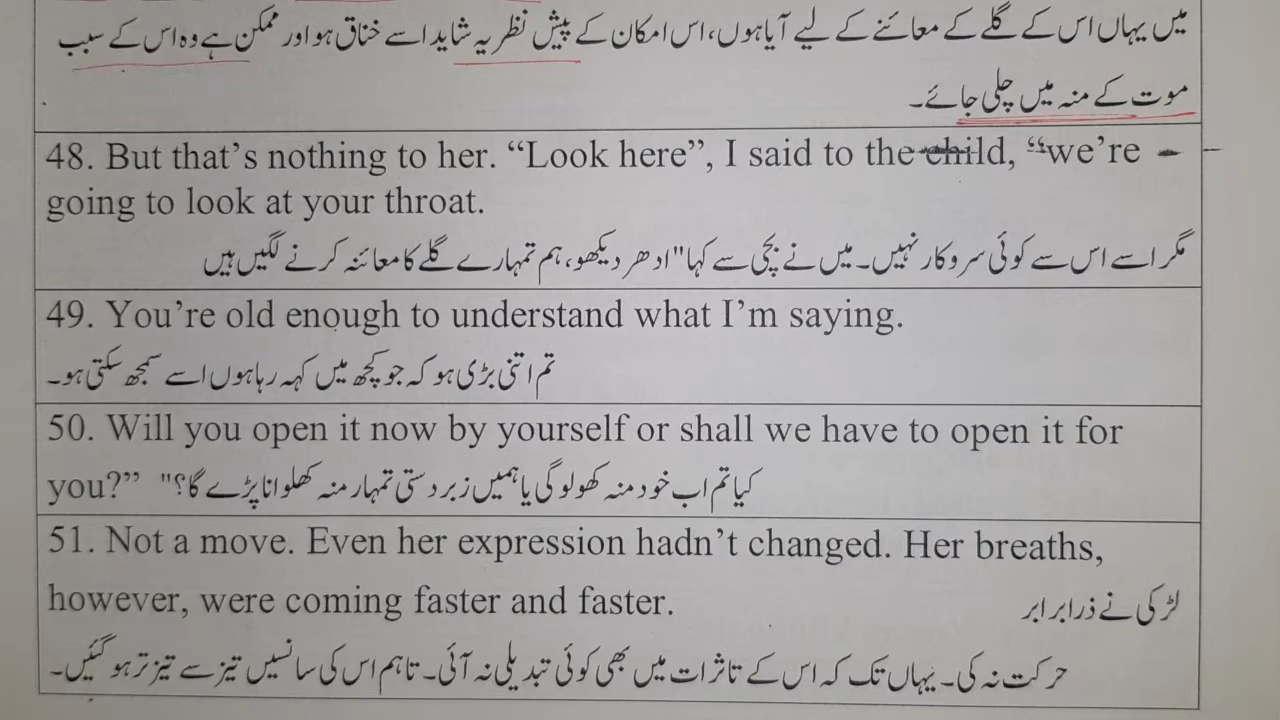 میں یہاں اس کے گلے کے معائنے کے لیے آیا ہوں، اس امکان کے پیش نظر یہ شاید اسے خناق ہو اور ممکن ہے وہ اس کے سبب
موت کے منہ میں چلی جائے۔
48. But that’s nothing to her. “Look here”, I said to the child, “we’re
going to look at your throat.
مگر اسے اس سے کوئی سروکار نہیں۔ میں نے بچی سے کہا "ادھر دیکھو، ہم تمہارے گلے کا معائنہ کرنے لگیں ہیں
49. You’re old enough to understand what I’m saying.
تم اتنی بڑی ہو کہ جو کچھ میں کہہ رہا ہوں اسے سمجھ سکتی ہو۔
50. Will you open it now by yourself or shall we have to open it for
you?” کیا تم اب خود منہ کھولو گی یا ہمیں زبردستی تمہار منہ کھلوانا پڑے گا؟"
51. Not a move. Even her expression hadn’t changed. Her breaths,
however, were coming faster and faster. لڑکی نے ذرا برابر
حرکت نہ کی۔ یہاں تک کہ اس کے تاثرات میں بھی کوئی تبدیلی نہ آئی۔ تاہم اس کی سانسیں تیز سے تیز تر ہو گئیں۔